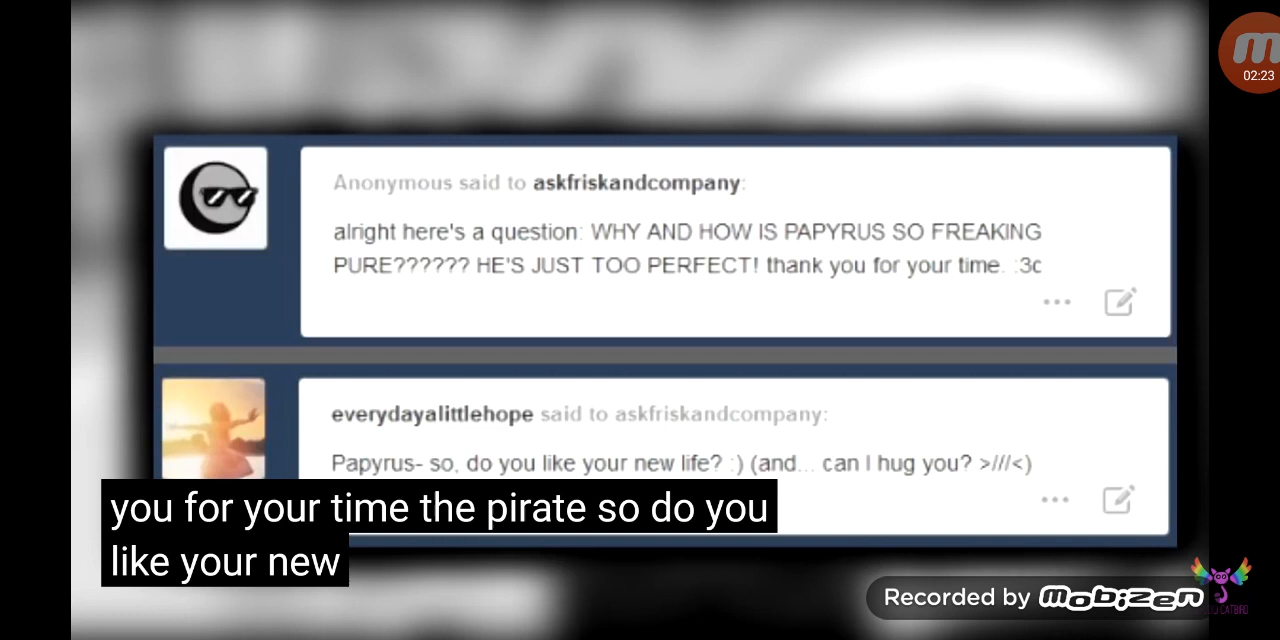 02:23
Anonymous said to askfriskandcompany:
alright here's a question: WHY AND HOW IS PAPYRUS SO FREAKING
PURE?????? HE'S JUST TOO PERFECT! thank you for your time. :3c
everydayalittlehope said to askfriskandcompany:
Papyrus- so, do you like your new life? :) (and... can I hug you? >///<)
you for your time the pirate so do you
like your new
Recorded by mobizen
CATBIRD